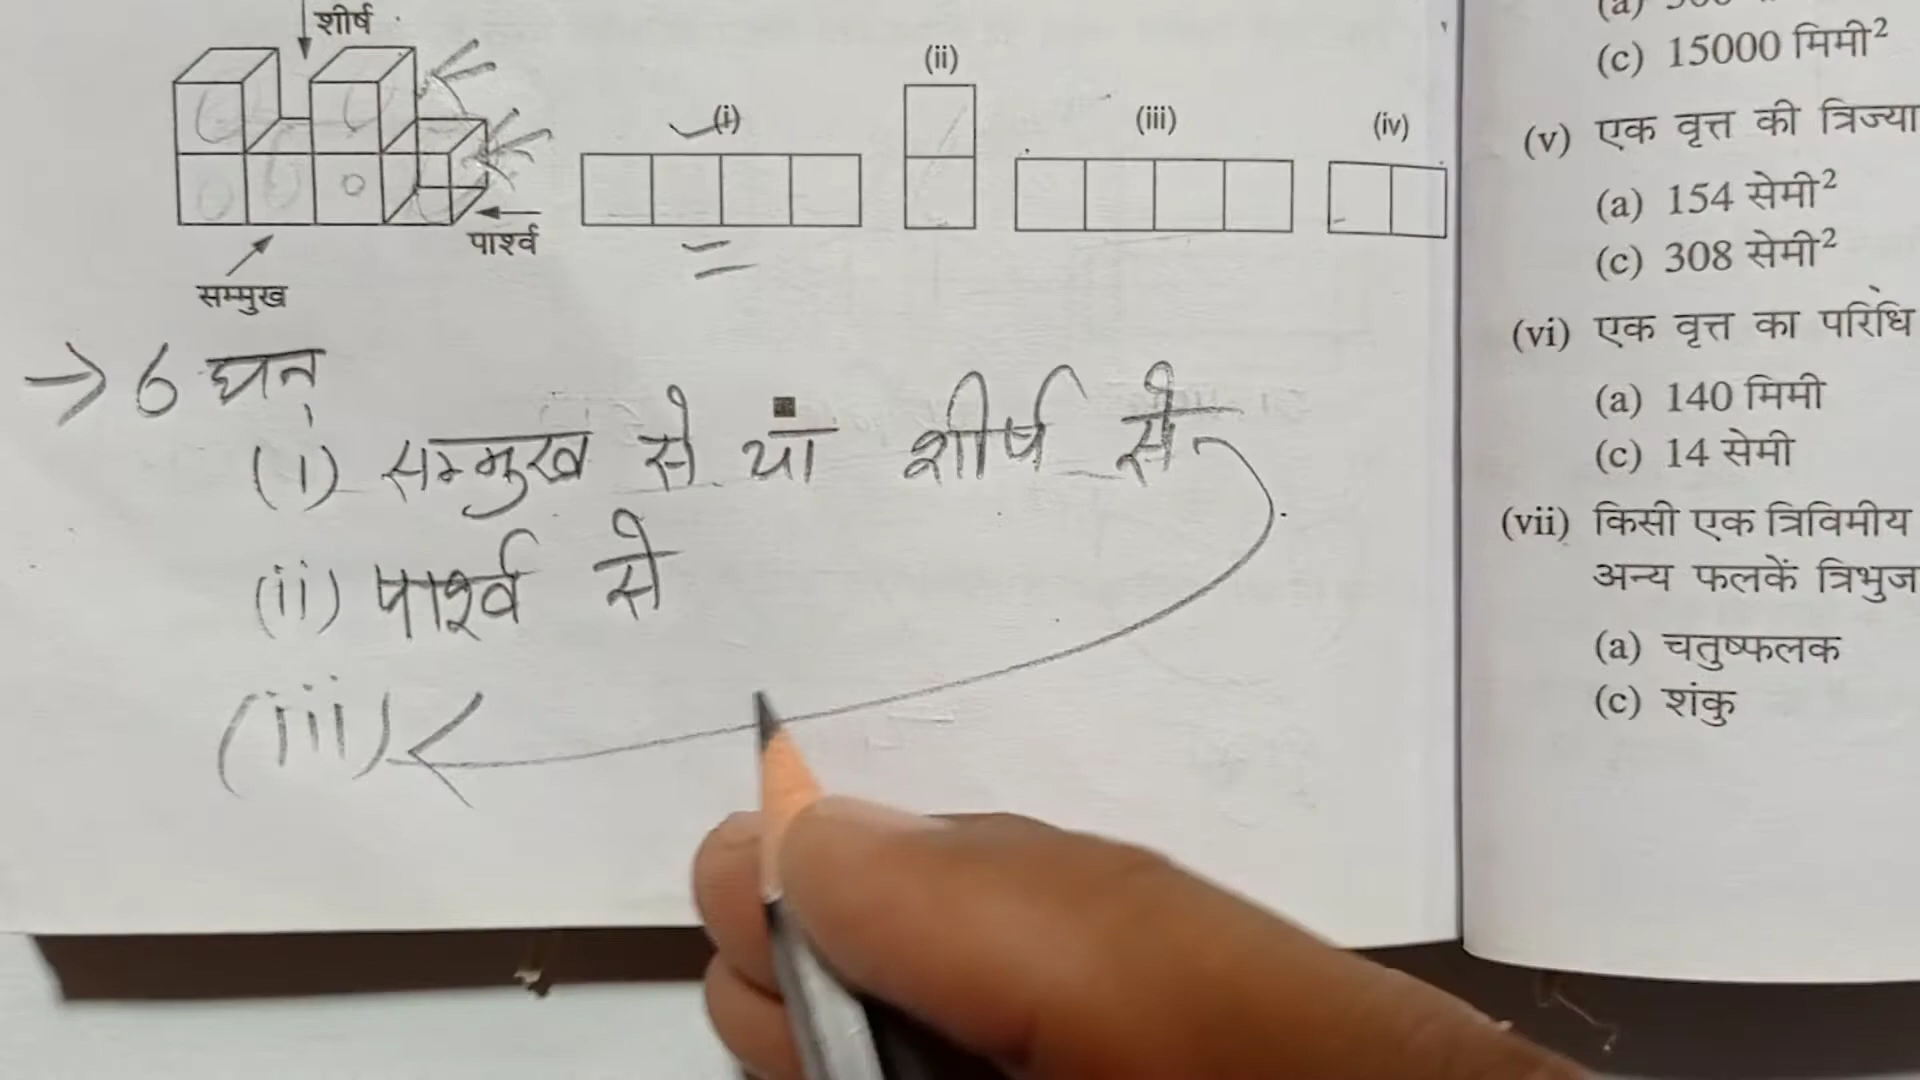 शीर्ष
पार्श्व
सम्मुख
(i)
(ii)
(iii)
(iv)
→ 6 घन
(i) सम्मुख से या शीर्ष से
(ii) पार्श्व से
(iii)
(c) 15000 मिमी²
(v) एक वृत्त की त्रिज्या
(a) 154 सेमी²
(c) 308 सेमी²
(vi) एक वृत्त का परिधि
(a) 140 मिमी
(c) 14 सेमी
(vii) किसी एक त्रिविमीय
अन्य फलकें त्रिभुज
(a) चतुष्फलक
(c) शंकु